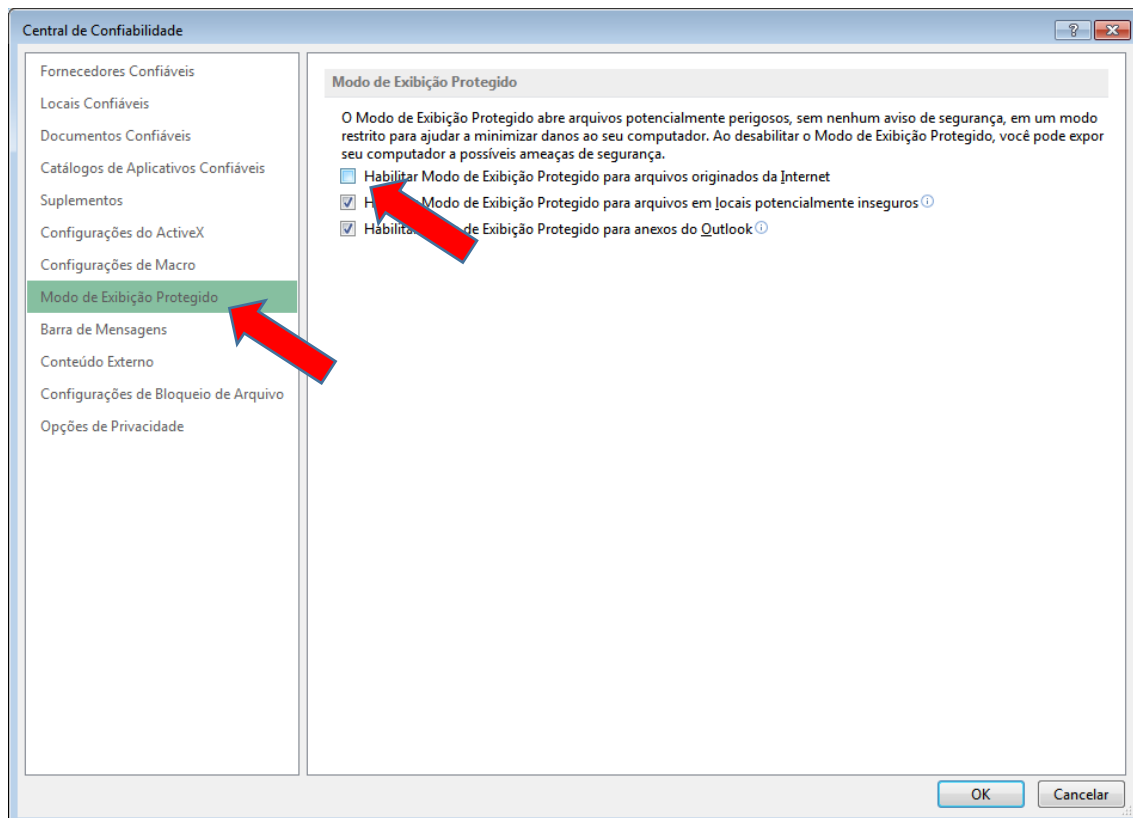 Central de Confiabilidade
Fornecedores Confiáveis
Locais Confiáveis
Documentos Confiáveis
Catálogos de Aplicativos Confiáveis
Suplementos
Configurações do ActiveX
Configurações de Macro
Modo de Exibição Protegido
Barra de Mensagens
Conteúdo Externo
Configurações de Bloqueio de Arquivo
Opções de Privacidade
Modo de Exibição Protegido
O Modo de Exibição Protegido abre arquivos potencialmente perigosos, sem nenhum aviso de segurança, em um modo
restrito para ajudar a minimizar danos ao seu computador. Ao desabilitar o Modo de Exibição Protegido, você pode expor
seu computador a possíveis ameaças de segurança.
Habilitar Modo de Exibição Protegido para arquivos originados da Internet
Modo de Exibição Protegido para arquivos em locais potencialmente inseguros
de Exibição Protegido para anexos do Outlook
OK
Cancelar